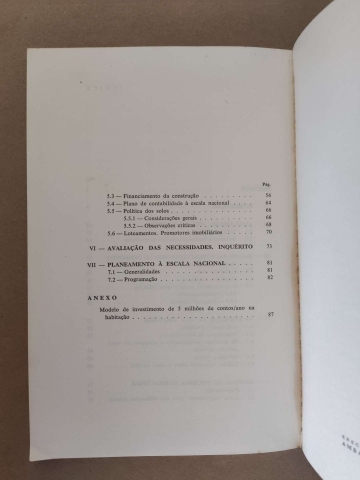 Pág.
5.3 — Financiamento da construção . . . . . . . . . 54
5.4 — Plano de contabilidade à escala nacional . . . . . 64
5.5 — Política dos solos . . . . . . . . . . . . . 66
5.5.1 — Considerações gerais . . . . . . . . . 66
5.5.2 — Observações críticas . . . . . . . . . 68
5.6 — Loteamentos. Promotores imobiliários . . . . . . 70
VI — AVALIAÇÃO DAS NECESSIDADES. INQUÉRITO 73
VII — PLANEAMENTO À ESCALA NACIONAL . . . . . 81
7.1 — Generalidades . . . . . . . . . . . . . . 81
7.2 — Programação . . . . . . . . . . . . . . . 82
ANEXO
Modelo de investimento de 5 milhões de contos/ano na
habitação . . . . . . . . . . . . . . . . . . 87